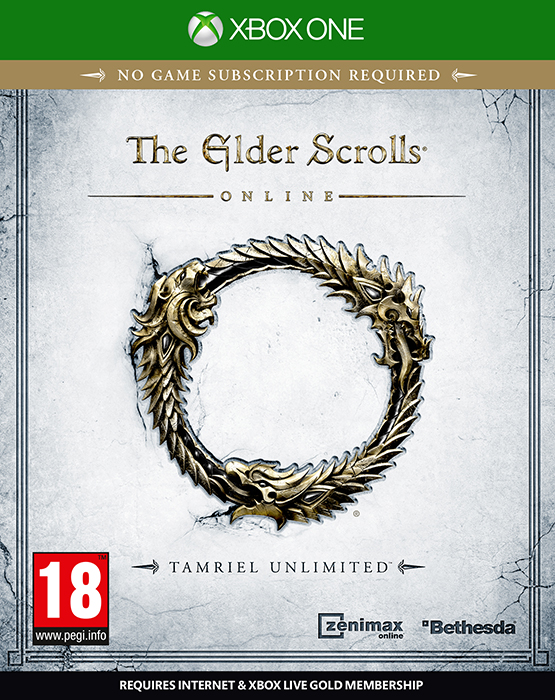 XBOX ONE
NO GAME SUBSCRIPTION REQUIRED
The Elder Scrolls®
ONLINE
®
TAMRIEL UNLIMITED™
18
www.pegi.info
zenimax
online
Bethesda
REQUIRES INTERNET & XBOX LIVE GOLD MEMBERSHIP